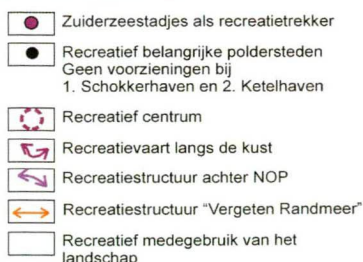 Zuiderzeestadjes als recreatietrekker
Recreatief belangrijke poldersteden
Geen voorzieningen bij
1. Schokkerhaven en 2. Ketelhaven
Recreatief centrum
Recreatievaart langs de kust
Recreatiestructuur achter NOP
Recreatiestructuur "Vergeten Randmeer"
Recreatief medegebruik van het
landschap